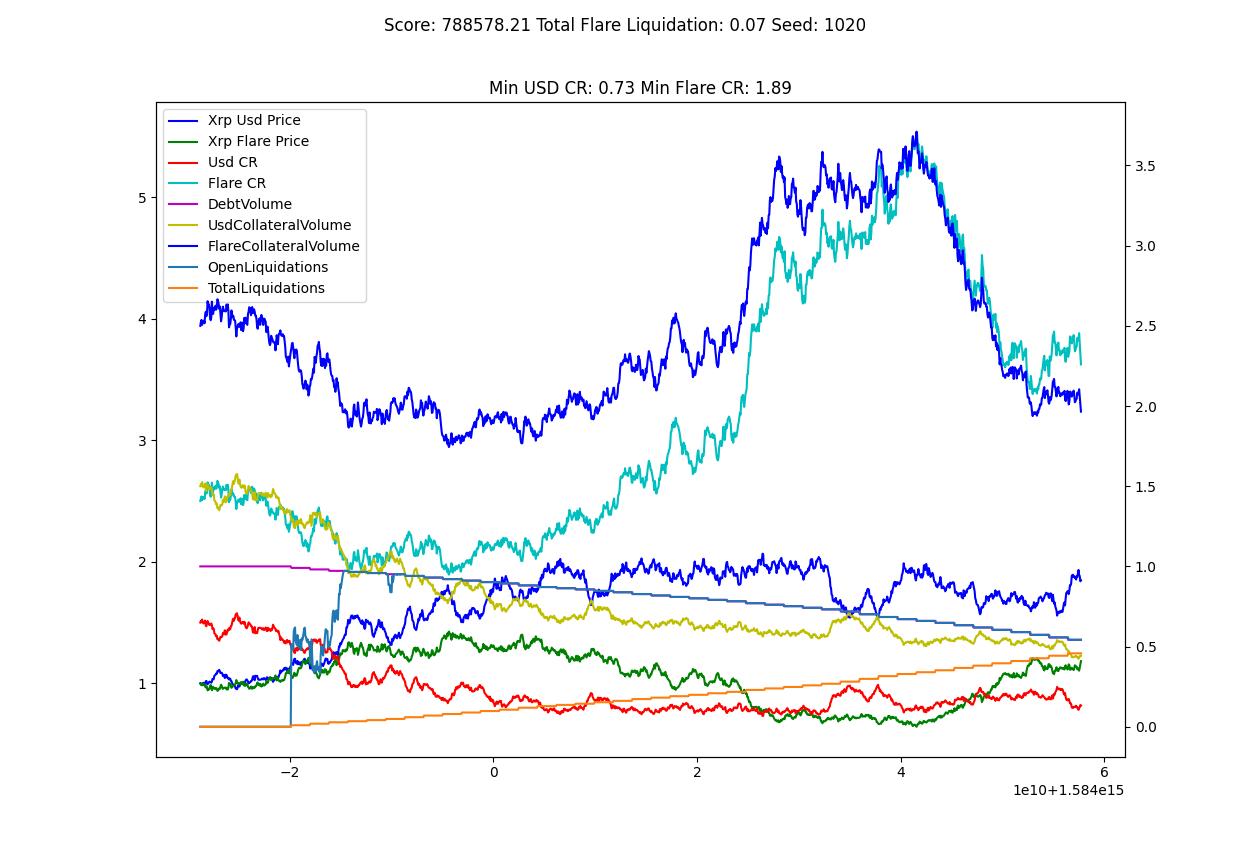 Score: 788578.21 Total Flare Liquidation: 0.07 Seed: 1020
Min USD CR: 0.73 Min Flare CR: 1.89
Xrp Usd Price
Xrp Flare Price
Usd CR
Flare CR
DebtVolume
UsdCollateralVolume
FlareCollateralVolume
OpenLiquidations
TotalLiquidations
5
4
3
2
1
3.5
3.0
2.5
2.0
1.5
1.0
0.5
0.0
−2 0 2 4 6
1e10+1.584e15